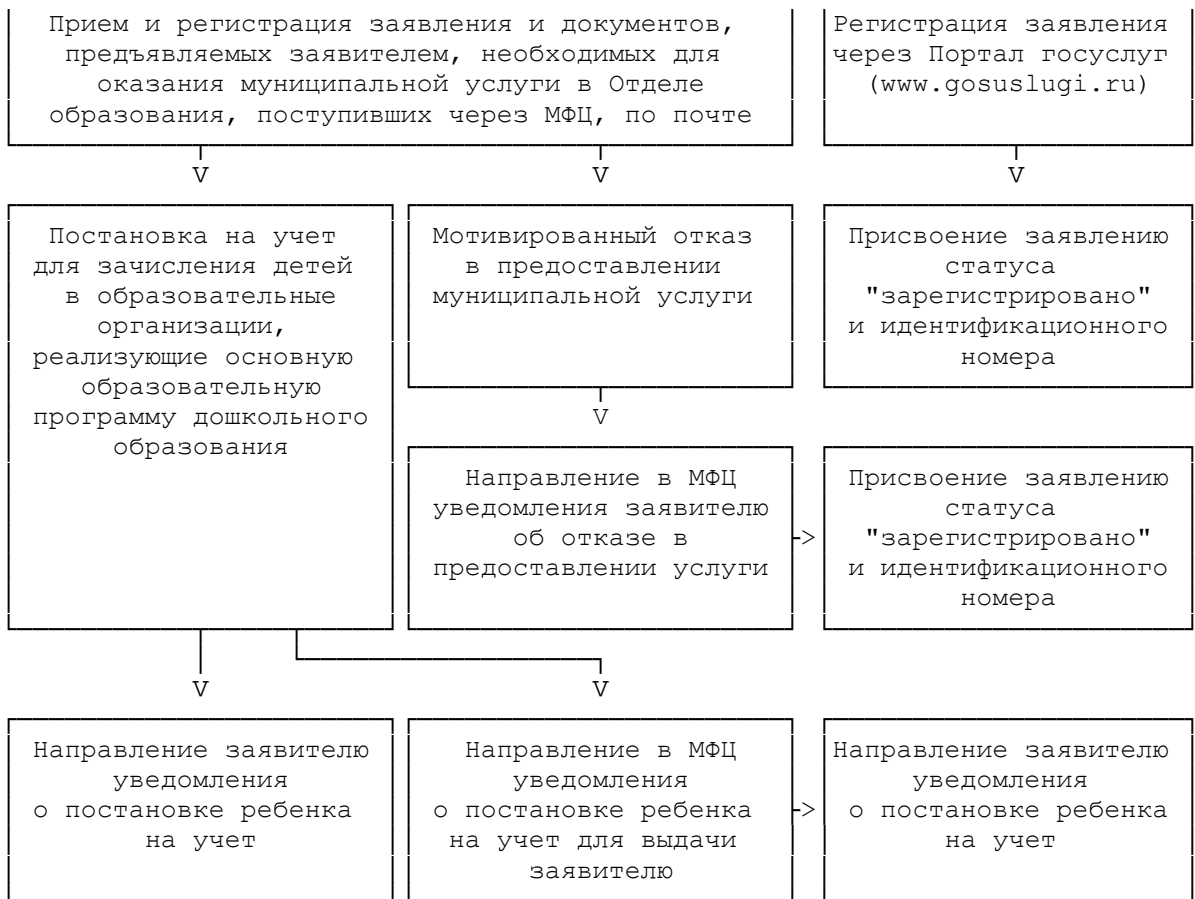 Прием и регистрация заявления и документов,
предъявляемых заявителем, необходимых для
оказания муниципальной услуги в Отделе
образования, поступивших через МФЦ, по почте
Регистрация заявления
через Портал госуслуг
(www.gosuslugi.ru)
V
V
V
Постановка на учет
для зачисления детей
в образовательные
организации,
реализующие основную
образовательную
программу дошкольного
образования
Мотивированный отказ
в предоставлении
муниципальной услуги
Присвоение заявлению
статуса
"зарегистрировано"
и идентификационного
номера
V
Направление в МФЦ
уведомления заявителю
об отказе в
предоставлении услуги
->
Присвоение заявлению
статуса
"зарегистрировано"
и идентификационного
номера
V
V
Направление заявителю
уведомления
о постановке ребенка
на учет
Направление в МФЦ
уведомления
о постановке ребенка
на учет для выдачи
заявителю
->
Направление заявителю
уведомления
о постановке ребенка
на учет